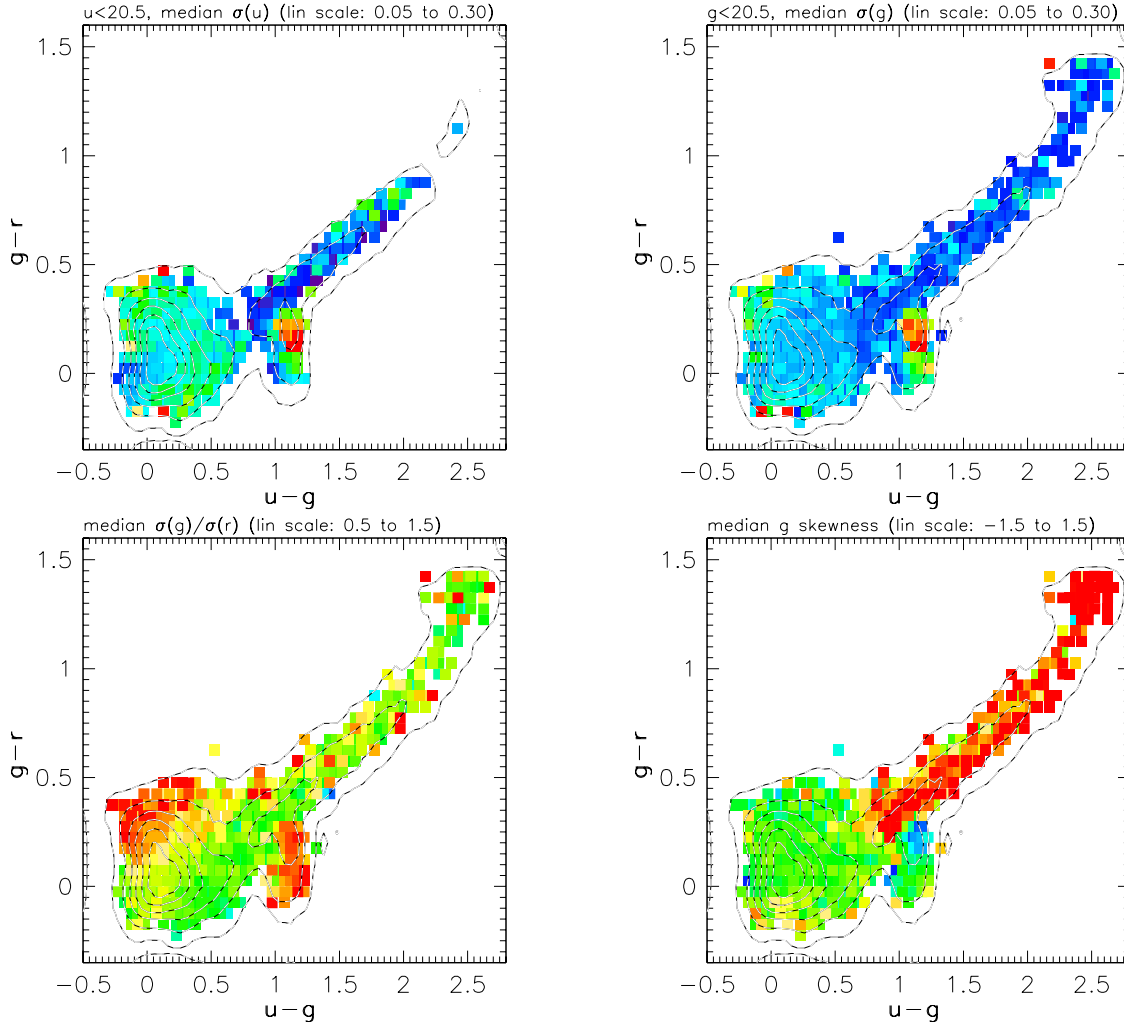 u<20.5, median σ(u) (lin scale: 0.05 to 0.30)
g<20.5, median σ(g) (lin scale: 0.05 to 0.30)
1.5
1
0.5
0
g−r
−0.5 0 0.5 1 1.5 2 2.5
u−g
1.5
1
0.5
0
g−r
−0.5 0 0.5 1 1.5 2 2.5
u−g
median σ(g)/σ(r) (lin scale: 0.5 to 1.5)
median g skewness (lin scale: −1.5 to 1.5)
1.5
1
0.5
0
g−r
−0.5 0 0.5 1 1.5 2 2.5
u−g
1.5
1
0.5
0
g−r
−0.5 0 0.5 1 1.5 2 2.5
u−g